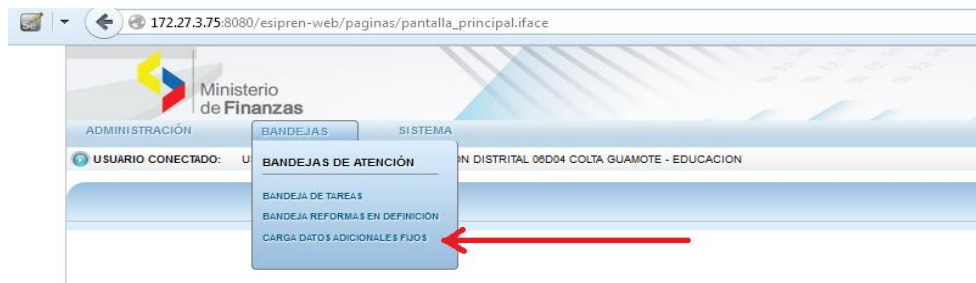 172.27.3.75:8080/esipren-web/paginas/pantalla_principal.iface
Ministerio
de Finanzas
ADMINISTRACIÓN BANDEJAS SISTEMA
USUARIO CONECTADO: U ON DISTRITAL 06D04 COLTA GUAMOTE - EDUCACION
BANDEJAS DE ATENCIÓN
BANDEJA DE TAREAS
BANDEJA REFORMAS EN DEFINICIÓN
CARGA DATOS ADICIONALES FIJOS